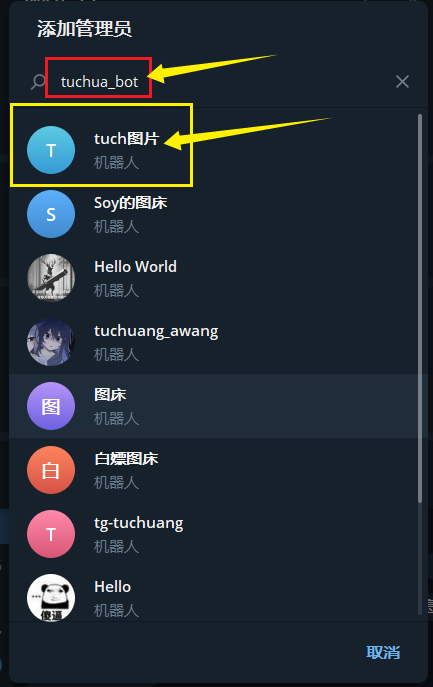 添加管理员
tuchua_bot
T
tuch图片
机器人
S
Soy的图床
机器人
Hello World
机器人
tuchuang_awang
机器人
图
图床
机器人
白
白嫖图床
机器人
T
tg-tuchuang
机器人
Hello
机器人
傻逼
取消